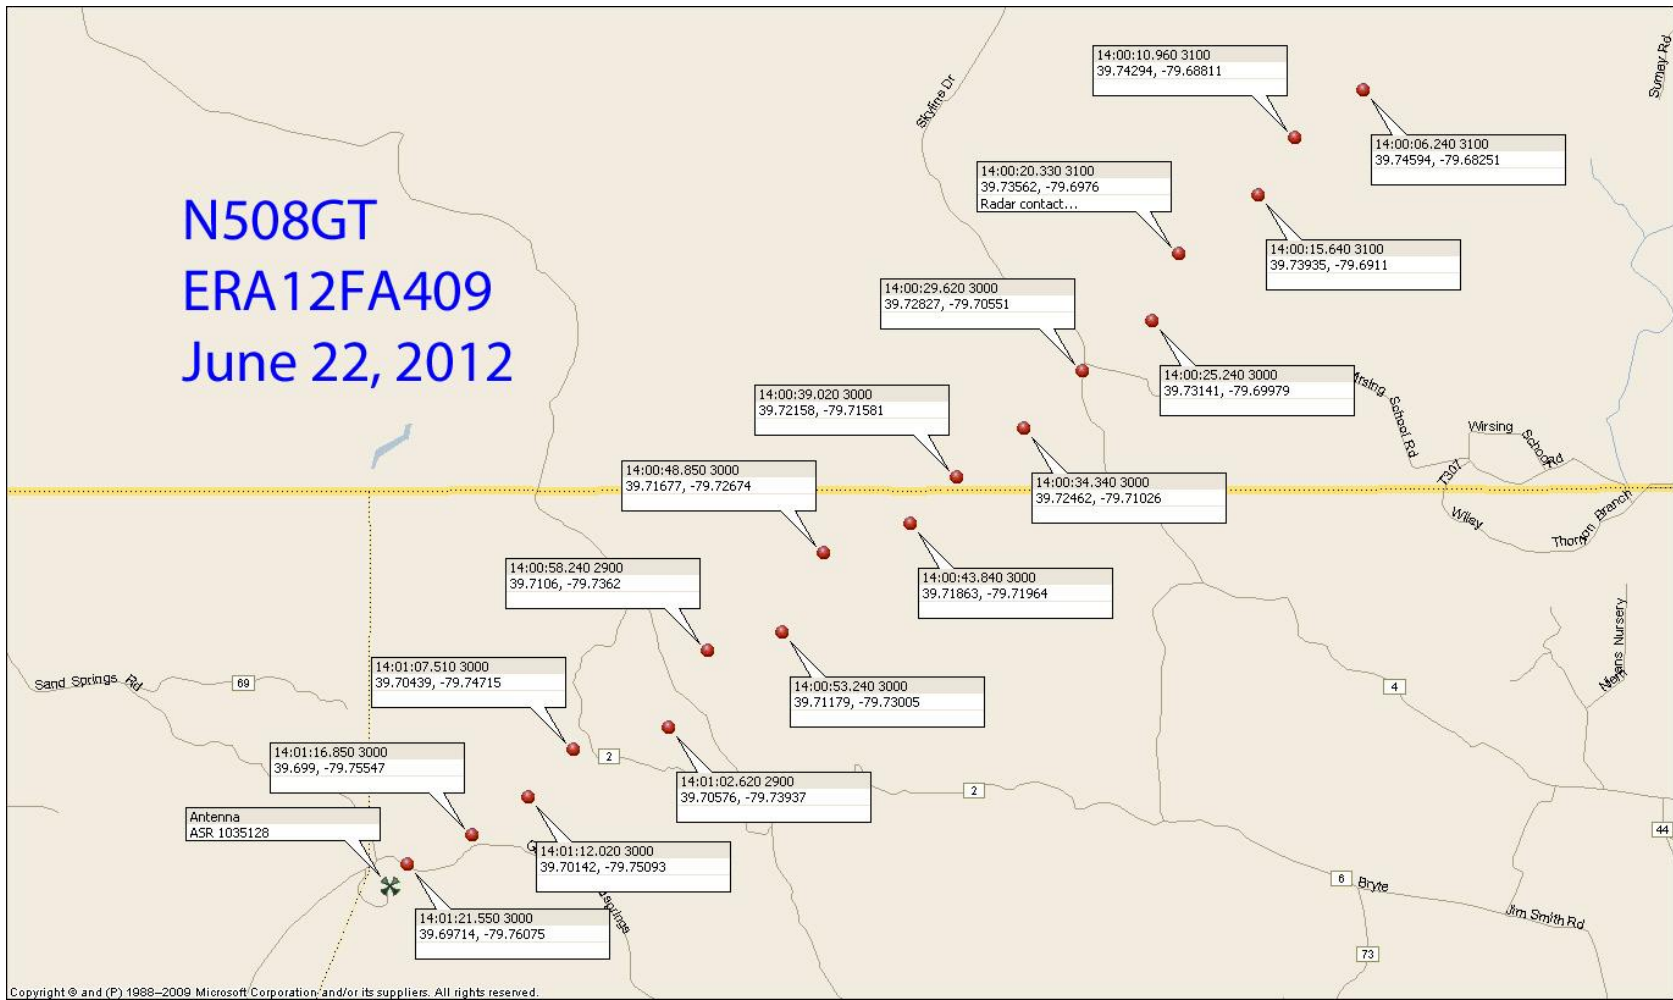 N508GT
ERA12FA409
June 22, 2012
Skyline Dr
Sumey Rd
14:00:10.960 3100
39.74294, -79.68811
14:00:06.240 3100
39.74594, -79.68251
14:00:20.330 3100
39.73562, -79.6976
Radar contact...
14:00:15.640 3100
39.73935, -79.6911
14:00:29.620 3000
39.72827, -79.70551
14:00:25.240 3000
39.73141, -79.69979
School Rd
Wirsing School Rd
T307
Wiley
Thorn Branch
14:00:39.020 3000
39.72158, -79.71581
14:00:34.340 3000
39.72462, -79.71026
14:00:48.850 3000
39.71677, -79.72674
14:00:43.840 3000
39.71863, -79.71964
14:00:58.240 2900
39.7106, -79.7362
14:00:53.240 3000
39.71179, -79.73005
Nursery
Sand Springs Rd
69
4
14:01:07.510 3000
39.70439, -79.74715
2
14:01:02.620 2900
39.70576, -79.73937
2
14:01:16.850 3000
39.699, -79.75547
44
Antenna
ASR 1035128
14:01:12.020 3000
39.70142, -79.75093
6
Bryte
14:01:21.550 3000
39.69714, -79.76075
Jim Smith Rd
73
Copyright © and (P) 1988–2009 Microsoft Corporation and/or its suppliers. All rights reserved.